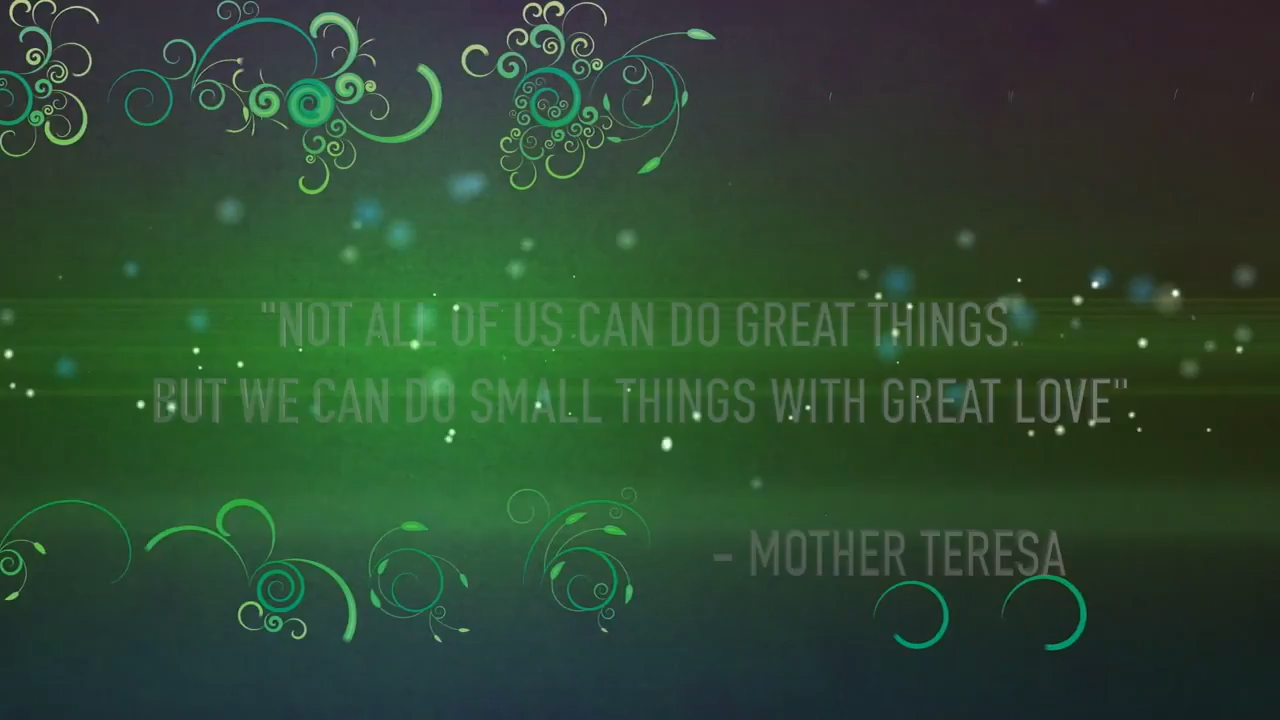 "NOT ALL OF US CAN DO GREAT THINGS.
BUT WE CAN DO SMALL THINGS WITH GREAT LOVE"
- MOTHER TERESA